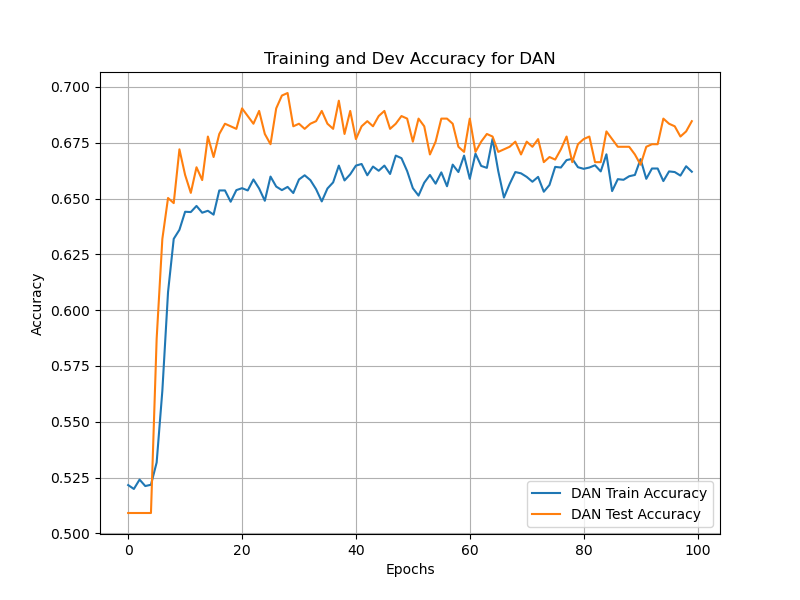 Training and Dev Accuracy for DAN
Accuracy
0.700
0.675
0.650
0.625
0.600
0.575
0.550
0.525
0.500
0 20 40 60 80 100
Epochs
DAN Train Accuracy
DAN Test Accuracy